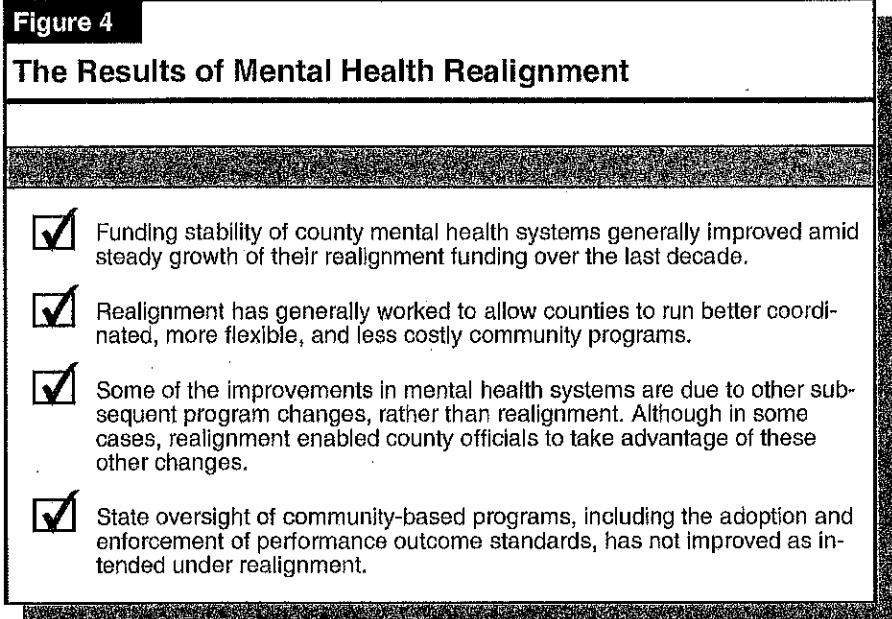 Figure 4
The Results of Mental Health Realignment
Funding stability of county mental health systems generally improved amid
steady growth of their realignment funding over the last decade.
Realignment has generally worked to allow counties to run better coordi-
nated, more flexible, and less costly community programs.
Some of the improvements in mental health systems are due to other sub-
sequent program changes, rather than realignment. Although in some
cases, realignment enabled county officials to take advantage of these
other changes.
State oversight of community-based programs, including the adoption and
enforcement of performance outcome standards, has not improved as in-
tended under realignment.